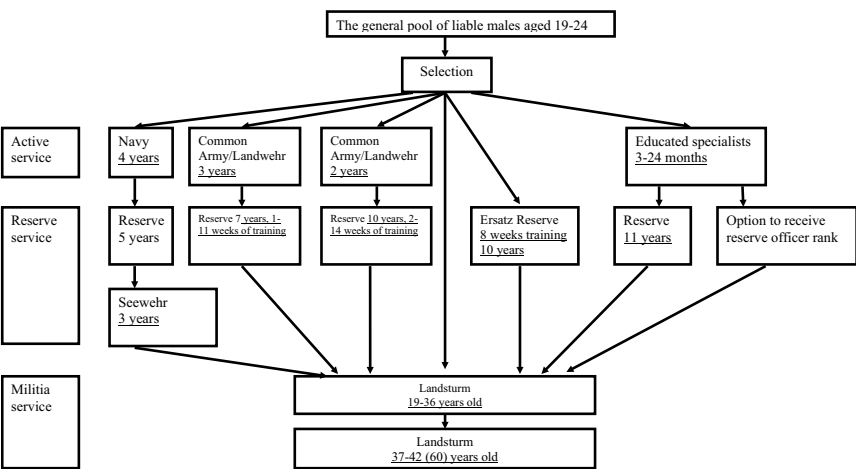 The general pool of liable males aged 19-24
Selection
Active
service
Navy
4 years
Common
Army/Landwehr
3 years
Common
Army/Landwehr
2 years
Educated specialists
3-24 months
Reserve
service
Reserve
5 years
Reserve 7 years, 1-
11 weeks of training
Reserve 10 years, 2-
14 weeks of training
Ersatz Reserve
8 weeks training
10 years
Reserve
11 years
Option to receive
reserve officer rank
Seewehr
3 years
Militia
service
Landsturm
19-36 years old
Landsturm
37-42 (60) years old